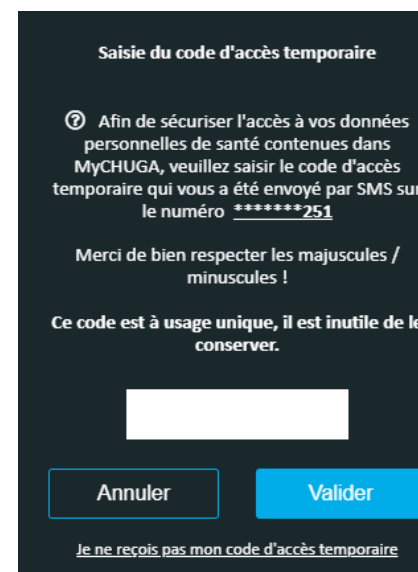 Saisie du code d'accès temporaire
? Afin de sécuriser l'accès à vos données
personnelles de santé contenues dans
MyCHUGA, veuillez saisir le code d'accès
temporaire qui vous a été envoyé par SMS sur
le numéro *******251
Merci de bien respecter les majuscules /
minuscules !
Ce code est à usage unique, il est inutile de le
conserver.
Annuler Valider
Je ne reçois pas mon code d'accès temporaire